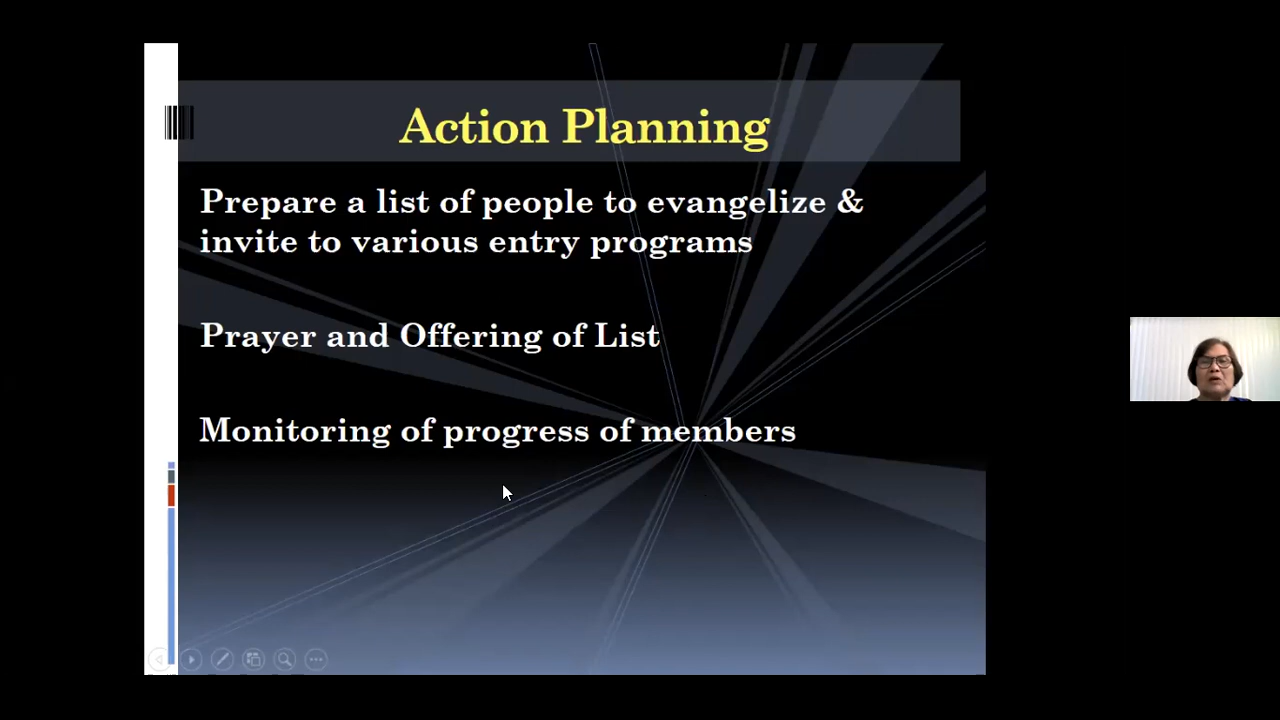 Action Planning
Prepare a list of people to evangelize &
invite to various entry programs
Prayer and Offering of List
Monitoring of progress of members